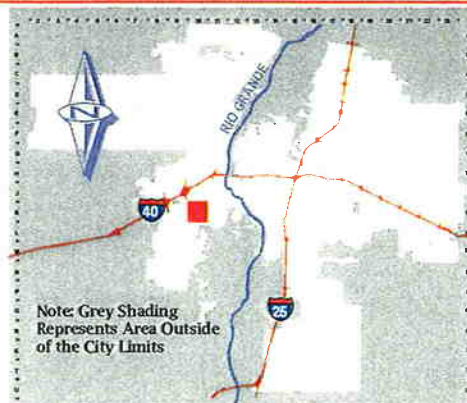 RIO GRANDE
N
40
25
Note: Grey Shading
Represents Area Outside
of the City Limits